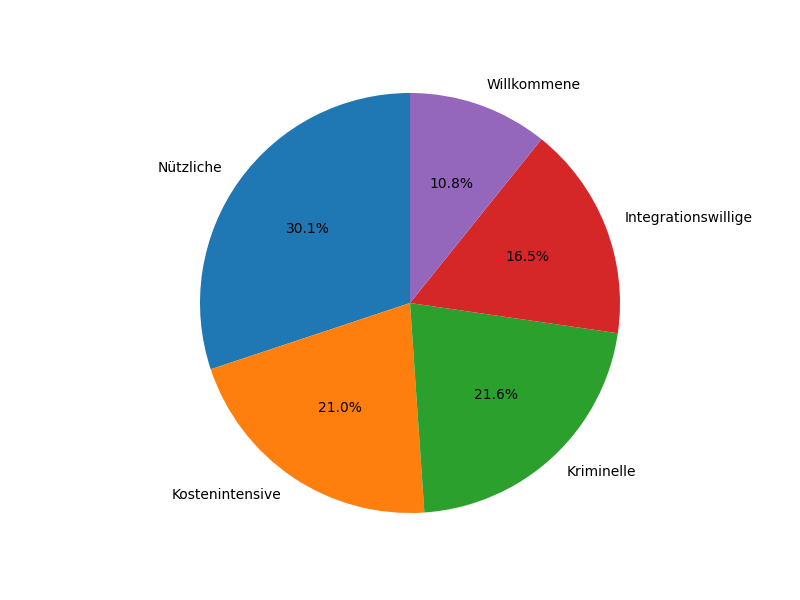 Willkommene
10.8%
Nützliche
30.1%
Integrationswillige
16.5%
21.6%
21.0%
Kriminelle
Kostenintensive